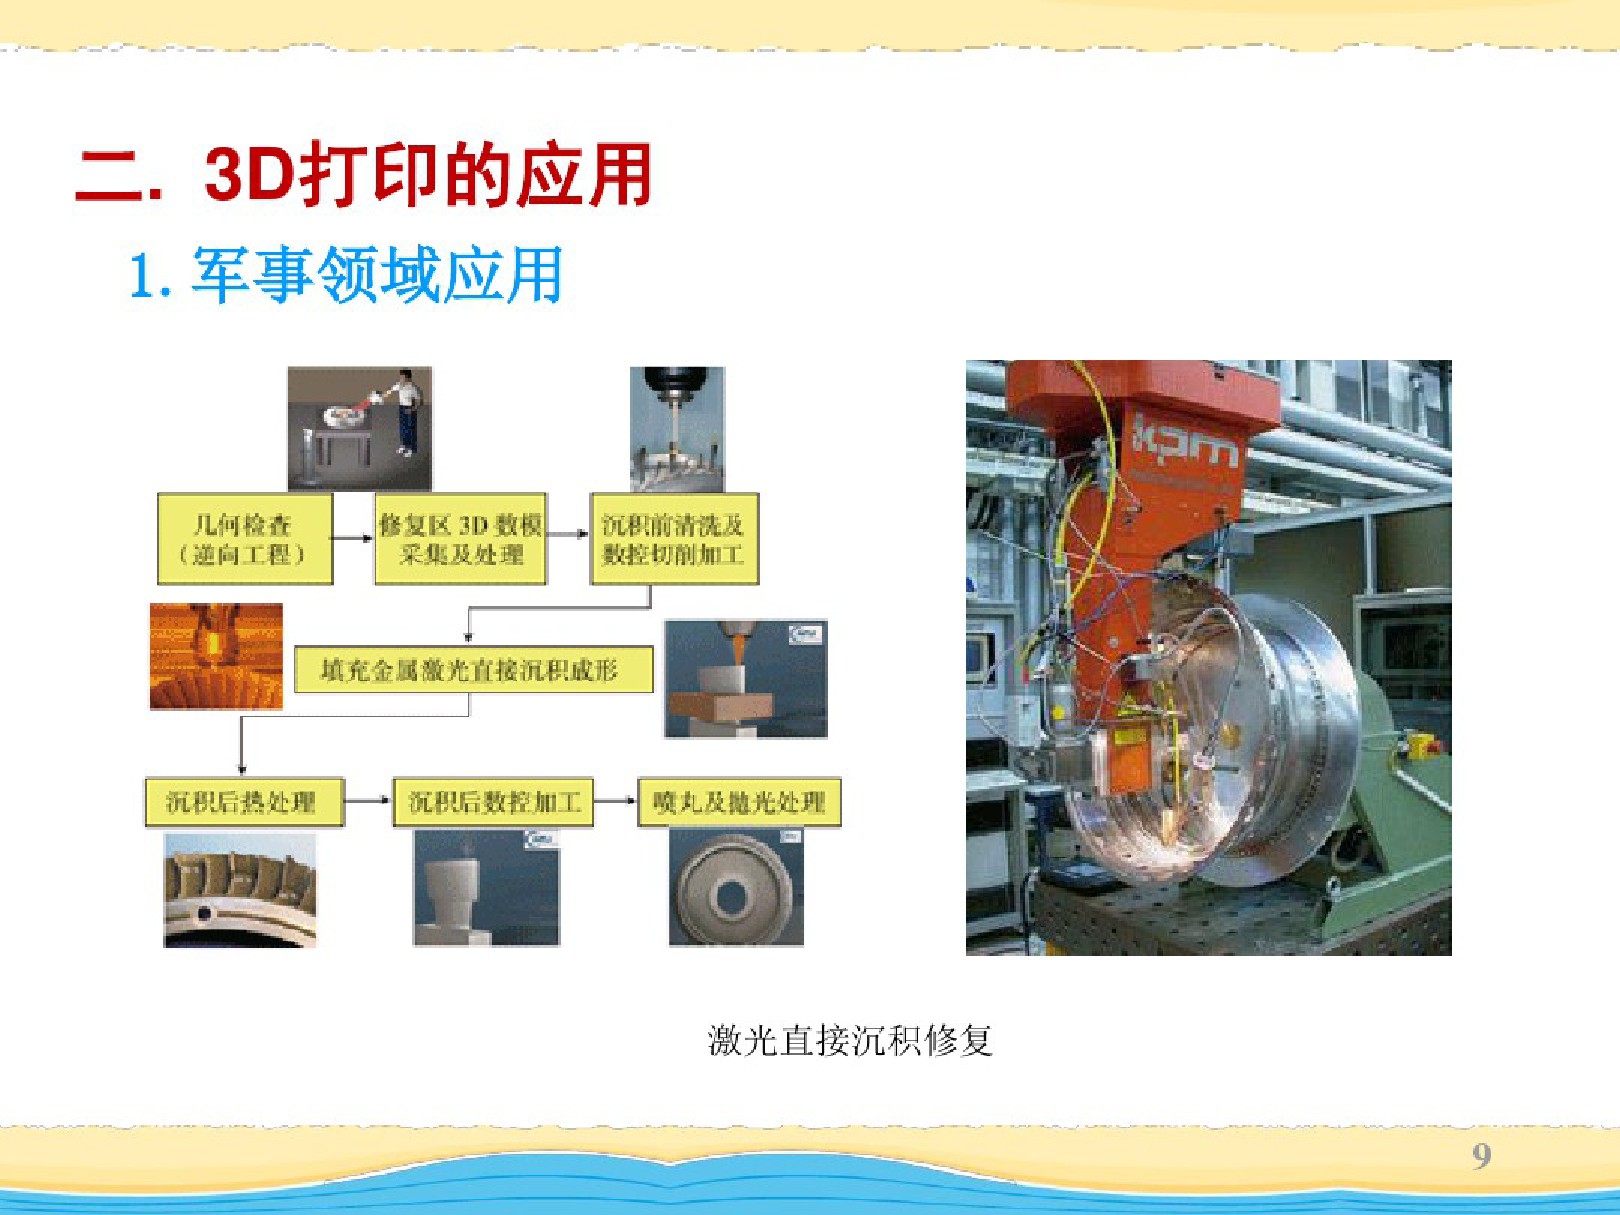 二. 3D打印的应用
1. 军事领域应用
几何检查
（逆向工程）
修复区 3D 数模
采集及处理
沉积前清洗及
数控切削加工
填充金属激光直接沉积成形
沉积后热处理
沉积后数控加工
喷丸及抛光处理
kpm
激光直接沉积修复
9